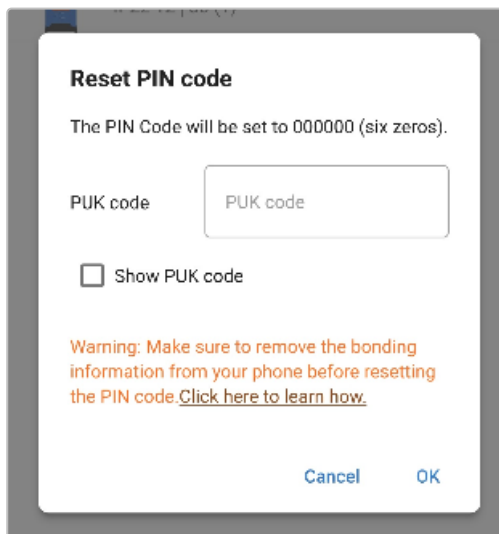 Reset PIN code
The PIN Code will be set to 000000 (six zeros).
PUK code
PUK code
Show PUK code
Warning: Make sure to remove the bonding
information from your phone before resetting
the PIN code.Click here to learn how.
Cancel OK